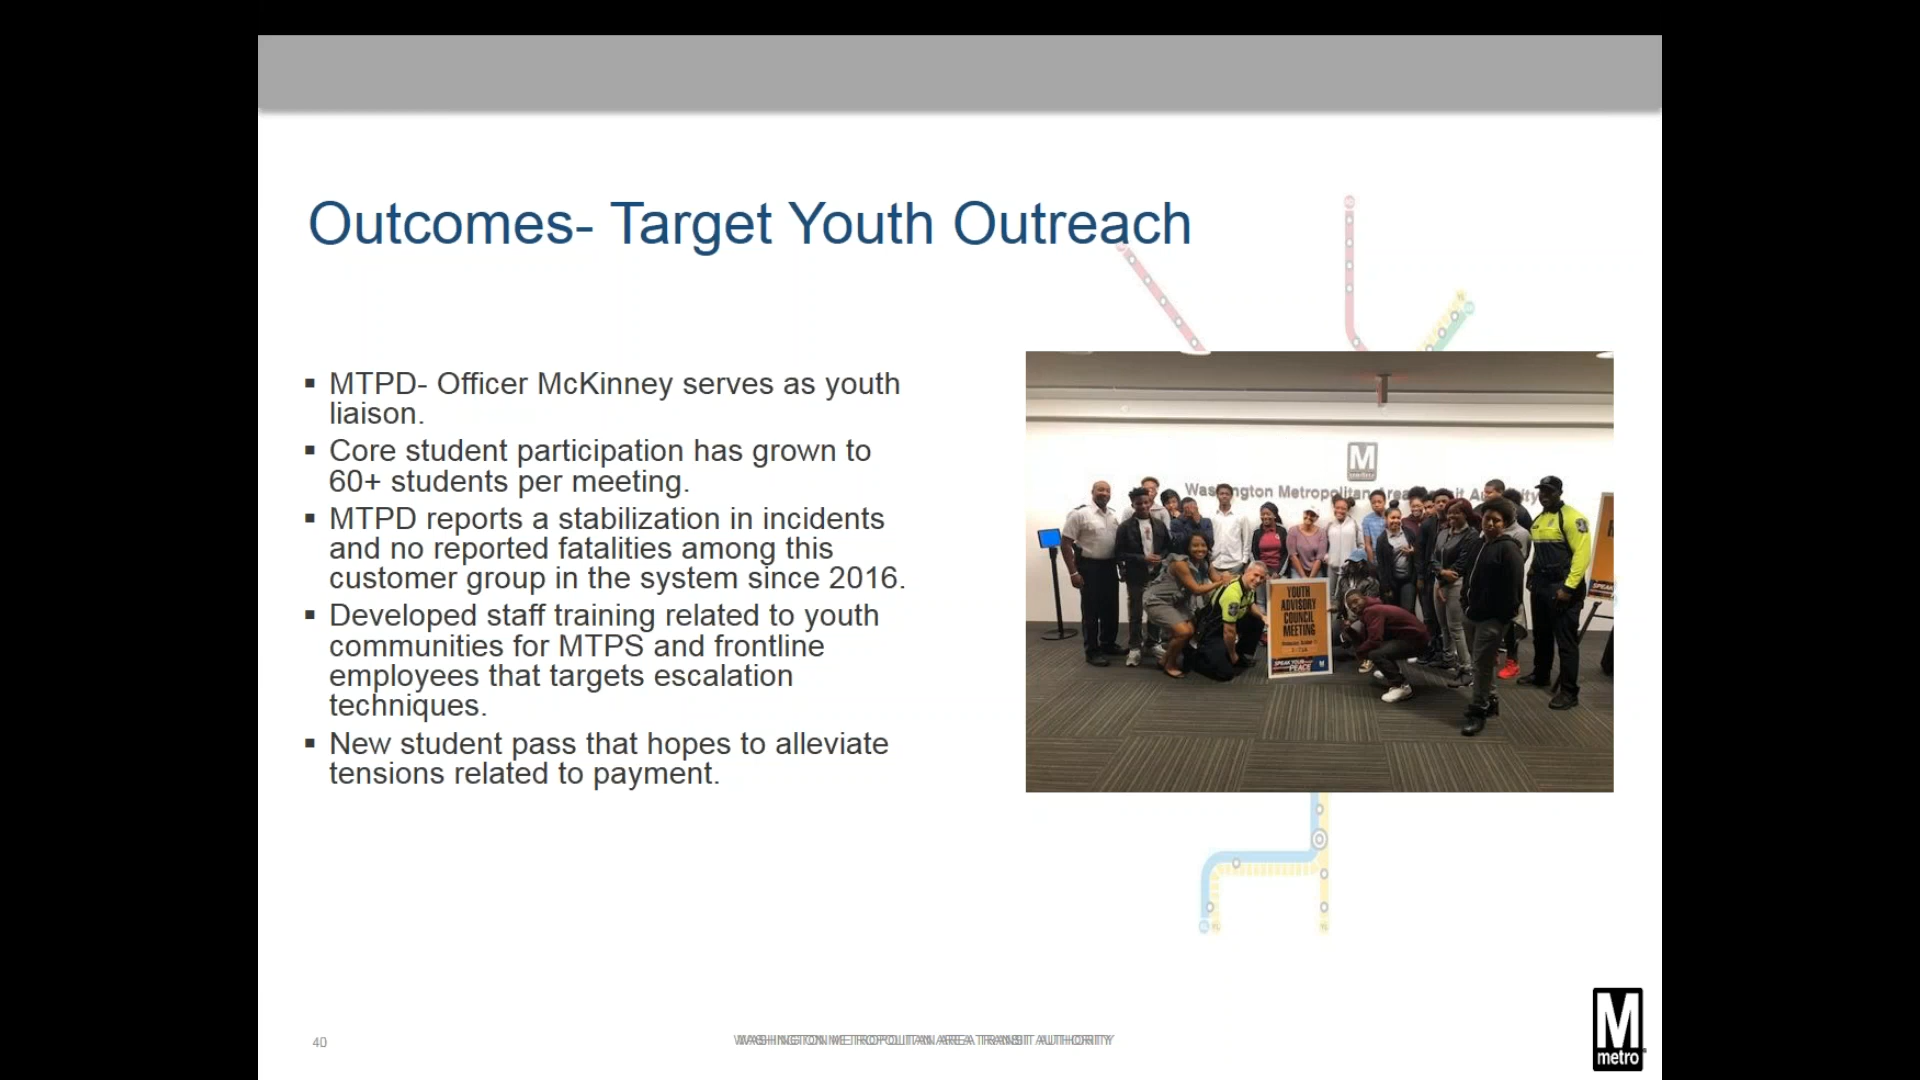 Outcomes- Target Youth Outreach
▪ MTPD- Officer McKinney serves as youth
liaison.
▪ Core student participation has grown to
60+ students per meeting.
▪ MTPD reports a stabilization in incidents
and no reported fatalities among this
customer group in the system since 2016.
▪ Developed staff training related to youth
communities for MTPS and frontline
employees that targets escalation
techniques.
▪ New student pass that hopes to alleviate
tensions related to payment.
M
Washington Metropolitan Area
YOUTH
ADVISORY
COUNCIL
MEETING
SPEAK YOUR
PEACE
40
WASHINGTON METROPOLITAN AREA TRANSIT AUTHORITY
M
metro